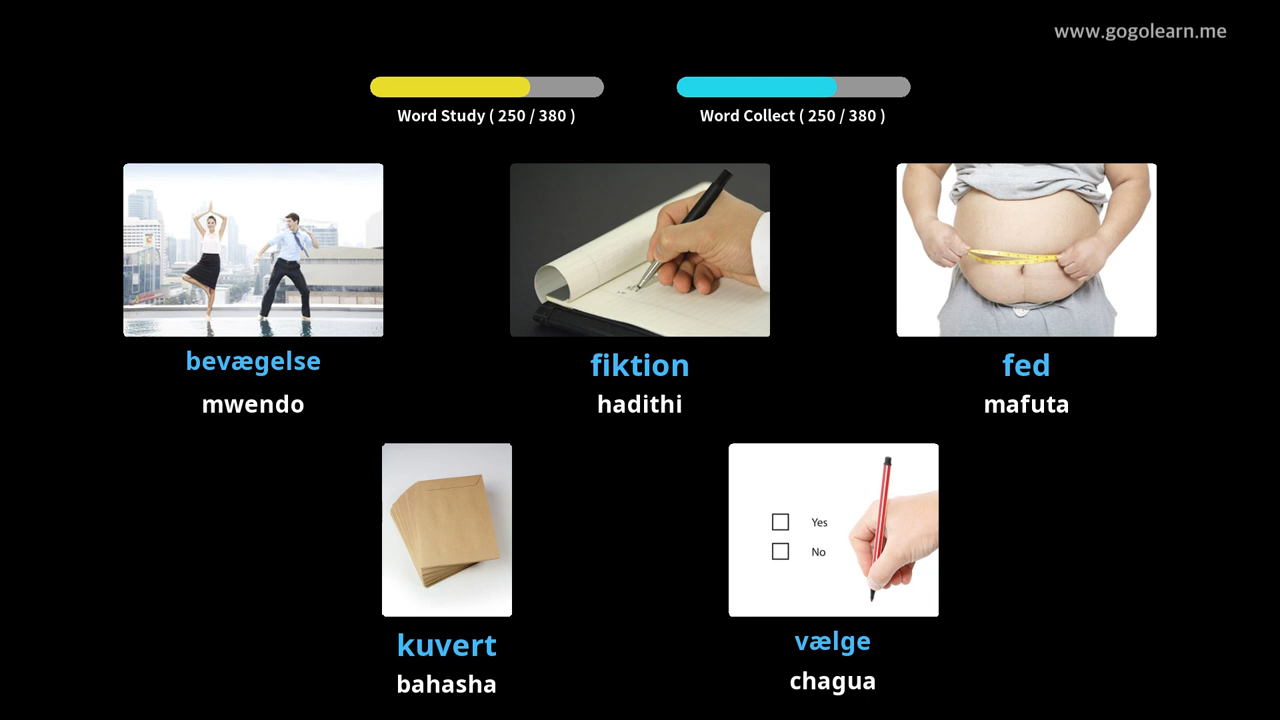 www.gogolearn.me
Word Study ( 250 / 380 )
Word Collect ( 250 / 380 )
bevægelse
mwendo
fiktion
hadithi
fed
mafuta
kuvert
bahasha
Yes
No
vælge
chagua